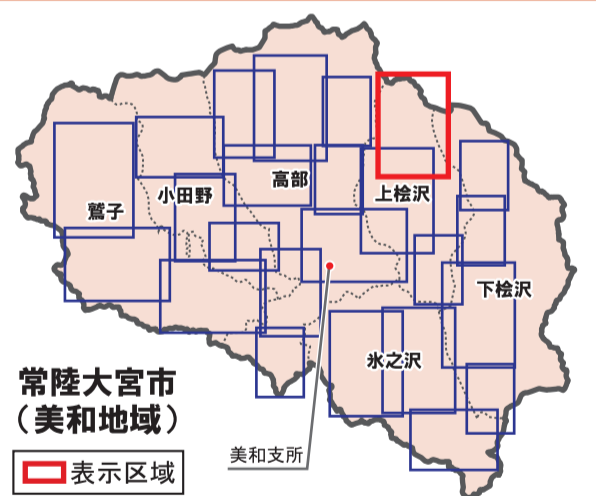 高部
小田野
上桧沢
鷲子
下桧沢
氷之沢
常陸大宮市
（美和地域）
美和支所
表示区域